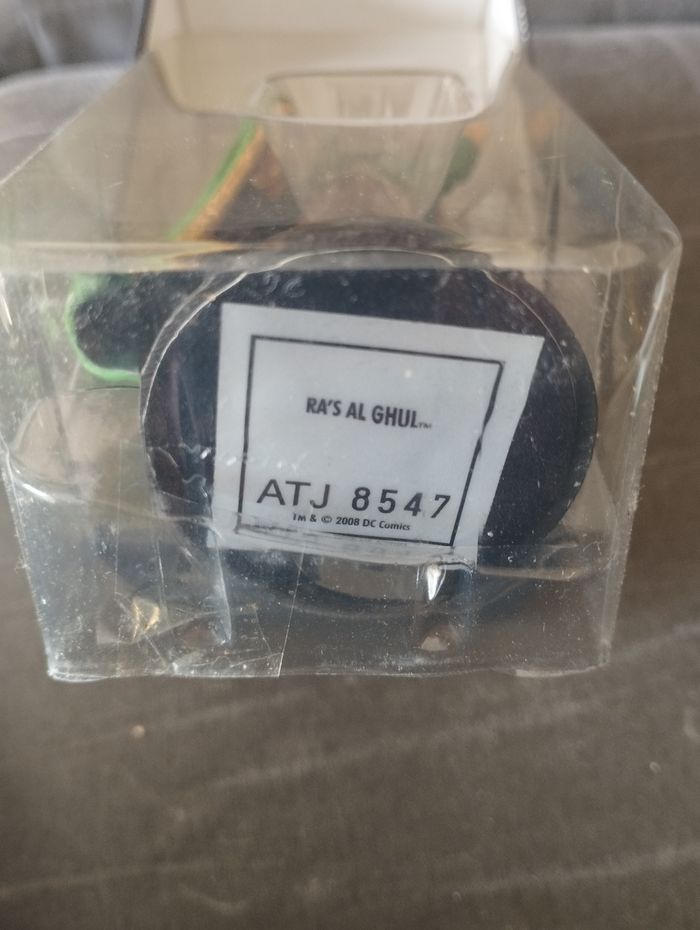 RA'S AL GHUL™
ATJ 8547
TM & © 2008 DC Comics